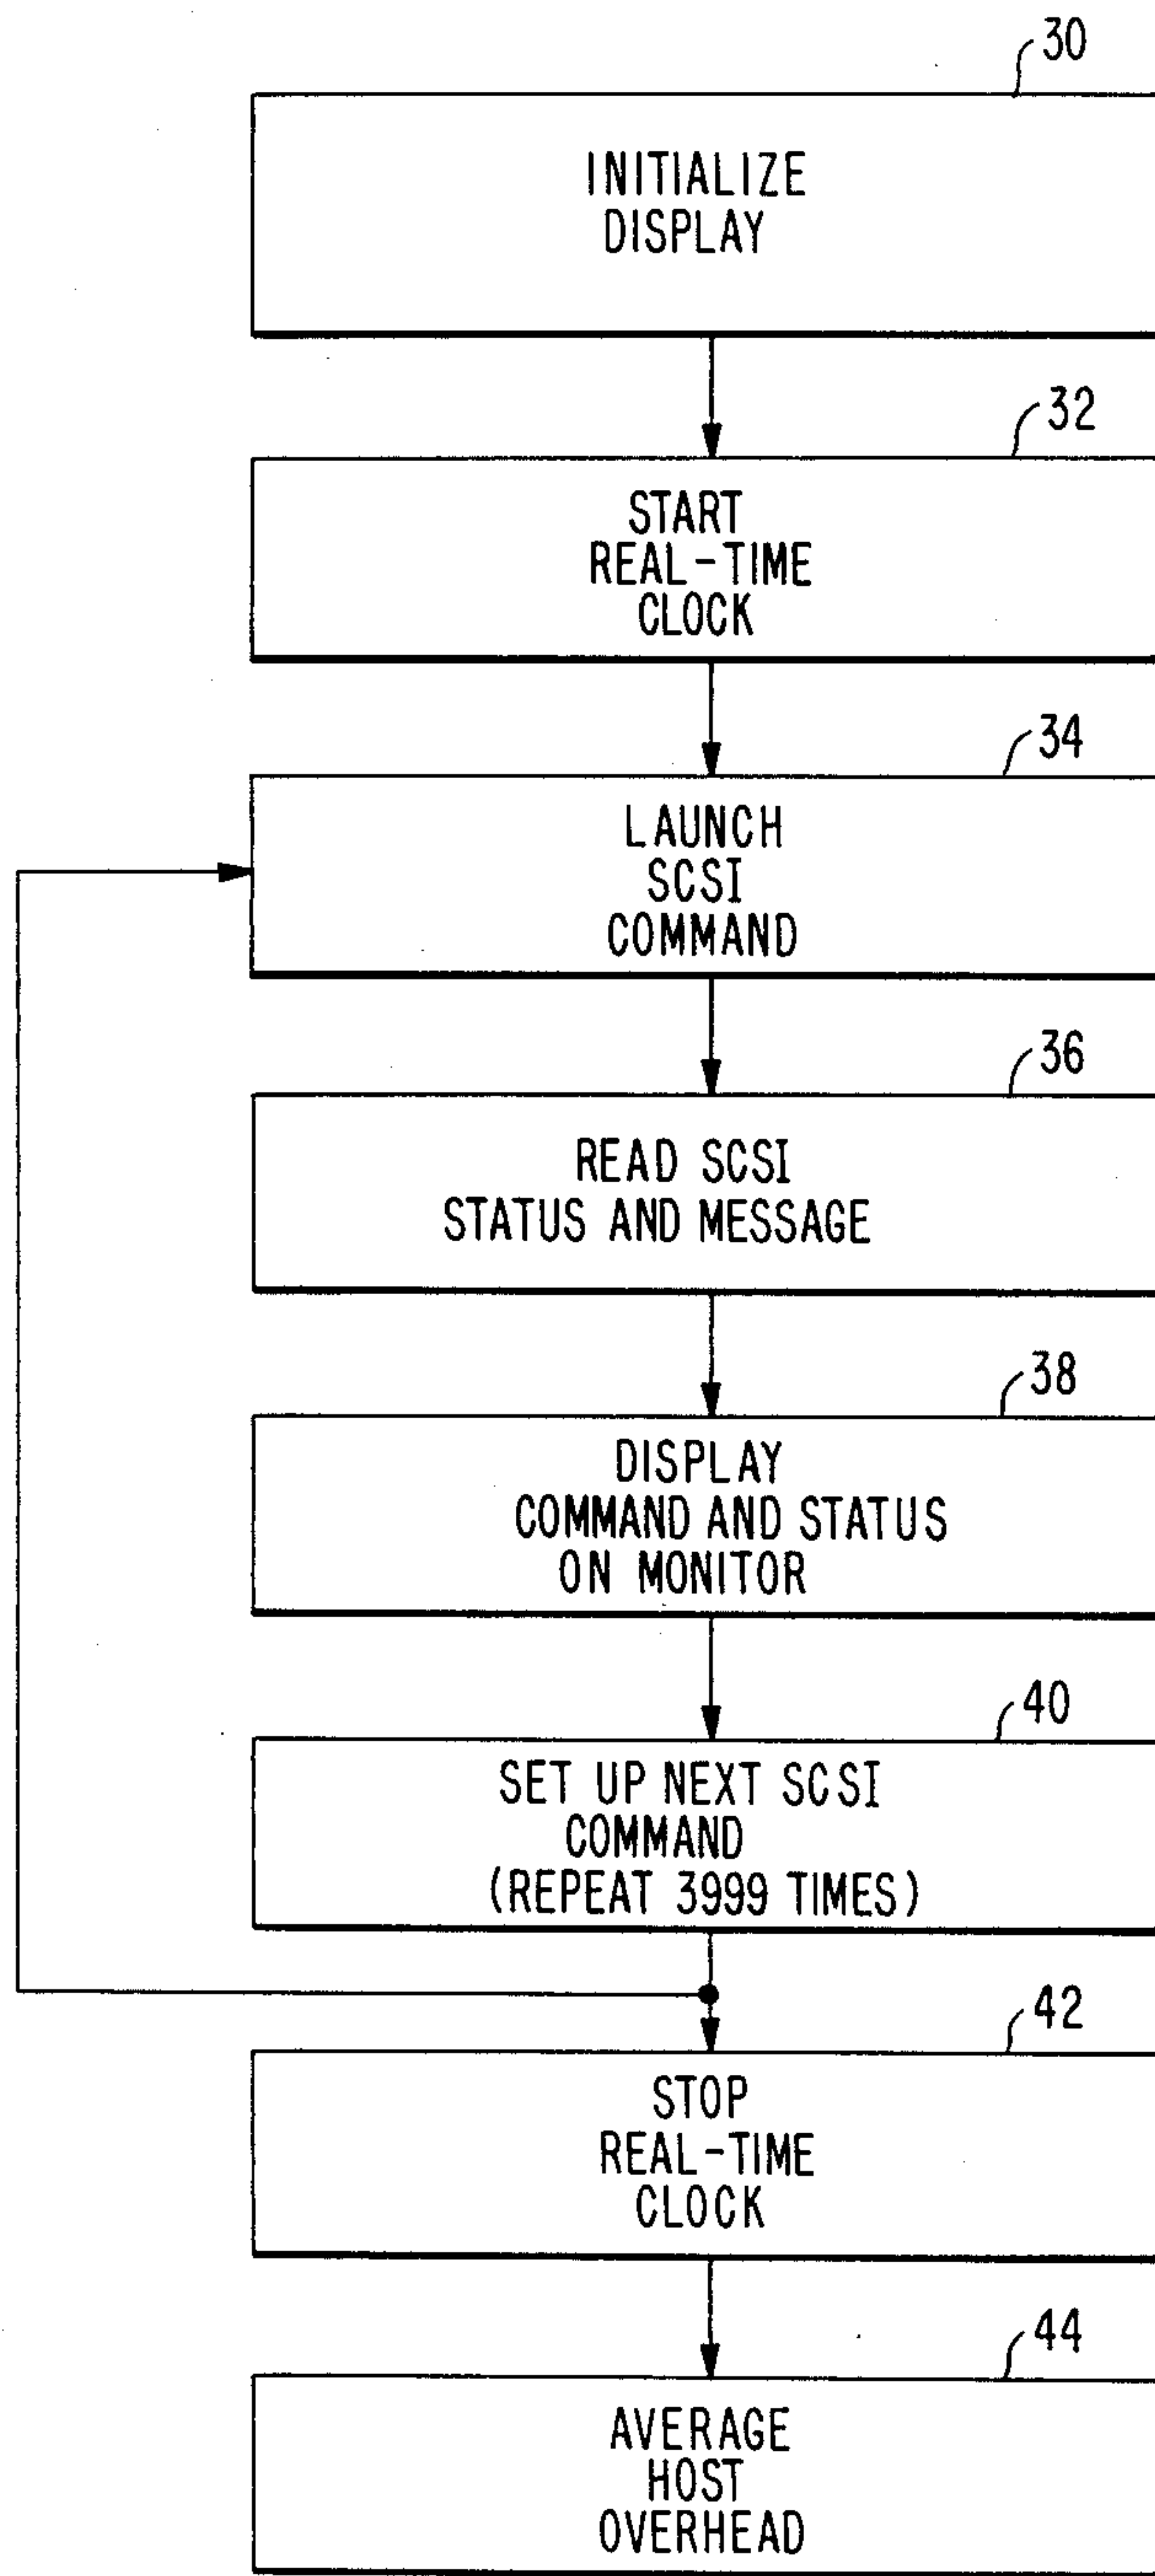 30
INITIALIZE
DISPLAY
32
START
REAL-TIME
CLOCK
34
LAUNCH
SCSI
COMMAND
36
READ SCSI
STATUS AND MESSAGE
38
DISPLAY
COMMAND AND STATUS
ON MONITOR
40
SET UP NEXT SCSI
COMMAND
(REPEAT 3999 TIMES)
42
STOP
REAL-TIME
CLOCK
44
AVERAGE
HOST
OVERHEAD